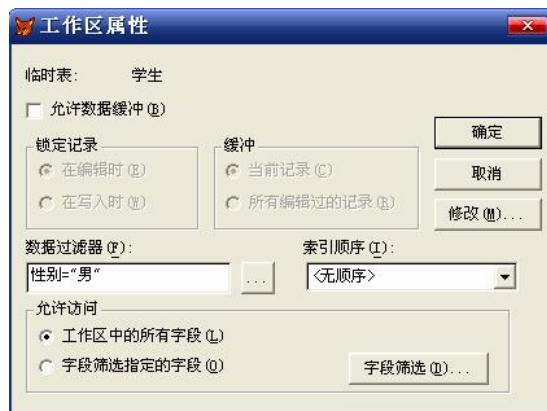 工作区属性
临时表: 学生
允许数据缓冲(B)
锁定记录
在编辑时(E)
在写入时(W)
缓冲
当前记录(C)
所有编辑过的记录(R)
确定
取消
修改(M)...
数据过滤器(F):
性别="男"
...
索引顺序(I):
<无顺序>
允许访问
工作区中的所有字段(L)
字段筛选指定的字段(O)
字段筛选(D)...